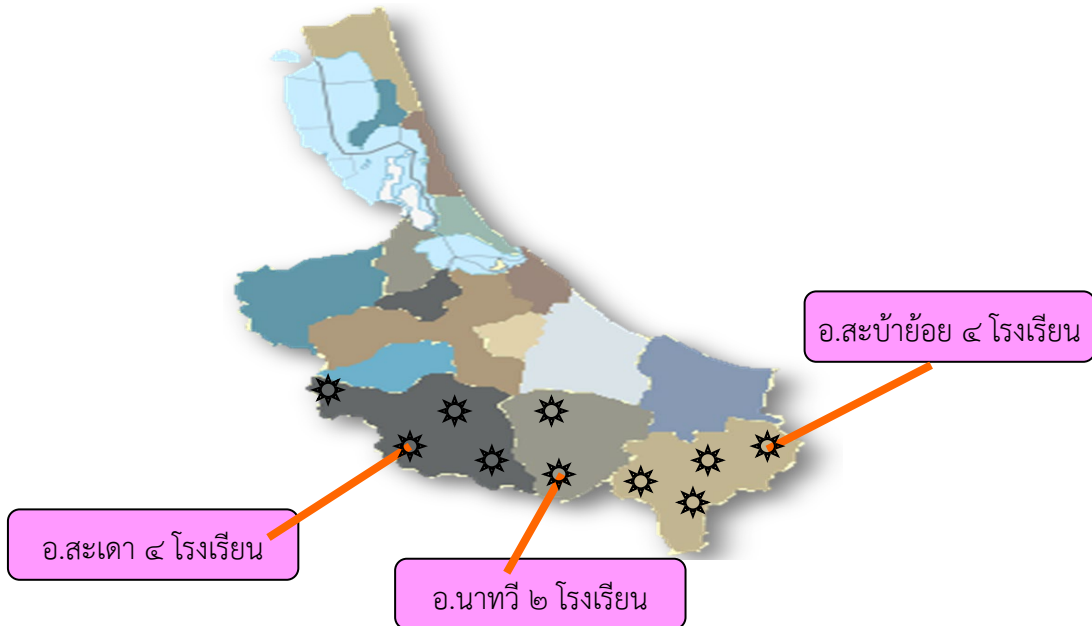 อ.สะบ้าย้อย ๔ โรงเรียน
อ.สะเดา ๔ โรงเรียน
อ.นาทวี ๒ โรงเรียน